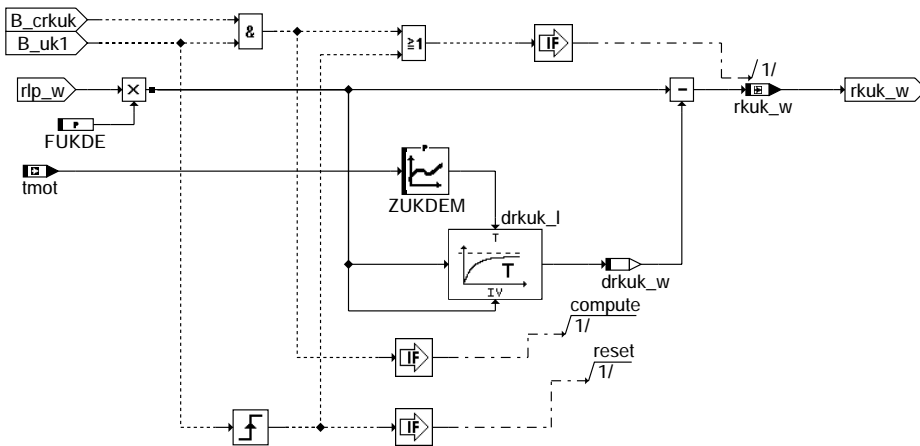 B_crkuk
B_uk1
&
≥1
IF
1/
rlp_w
×
-
rkuk_w
rkuk_w
P
FUKDE
P
tmot
ZUKDEM
drkuk_l
T
T
IV
drkuk_w
compute
1/
IF
reset
1/
IF